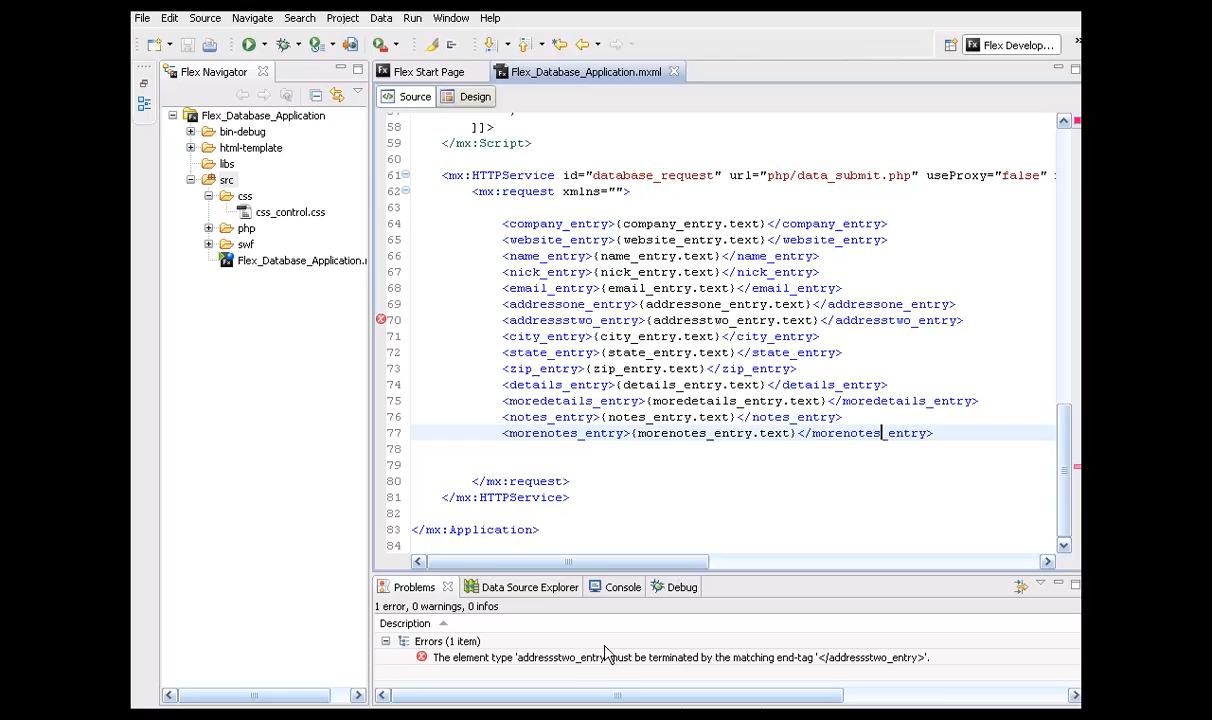 File Edit Source Navigate Search Project Data Run Window Help
Flex Develop...
Flex Navigator
Flex Start Page
Flex_Database_Application.mxml
Source
Design
Flex_Database_Application
bin-debug
html-template
libs
src
css
css_control.css
php
swf
Flex_Database_Application.
58 ]]>
59 </mx:Script>
60
61 <mx:HTTPService id="database_request" url="php/data_submit.php" useProxy="false"
62 <mx:request xmlns="">
63
64 <company_entry>{company_entry.text}</company_entry>
65 <website_entry>{website_entry.text}</website_entry>
66 <name_entry>{name_entry.text}</name_entry>
67 <nick_entry>{nick_entry.text}</nick_entry>
68 <email_entry>{email_entry.text}</email_entry>
69 <addressone_entry>{addressone_entry.text}</addressone_entry>
70 <addressstwo_entry>{addresstwo_entry.text}</addresstwo_entry>
71 <city_entry>{city_entry.text}</city_entry>
72 <state_entry>{state_entry.text}</state_entry>
73 <zip_entry>{zip_entry.text}</zip_entry>
74 <details_entry>{details_entry.text}</details_entry>
75 <moredetails_entry>{moredetails_entry.text}</moredetails_entry>
76 <notes_entry>{notes_entry.text}</notes_entry>
77 <morenotes_entry>{morenotes_entry.text}</morenotes_entry>
78
79
80 </mx:request>
81 </mx:HTTPService>
82
83 </mx:Application>
84
Problems
Data Source Explorer
Console
Debug
1 error, 0 warnings, 0 infos
Description
Errors (1 item)
The element type 'addressstwo_entry' must be terminated by the matching end-tag '</addressstwo_entry>'.